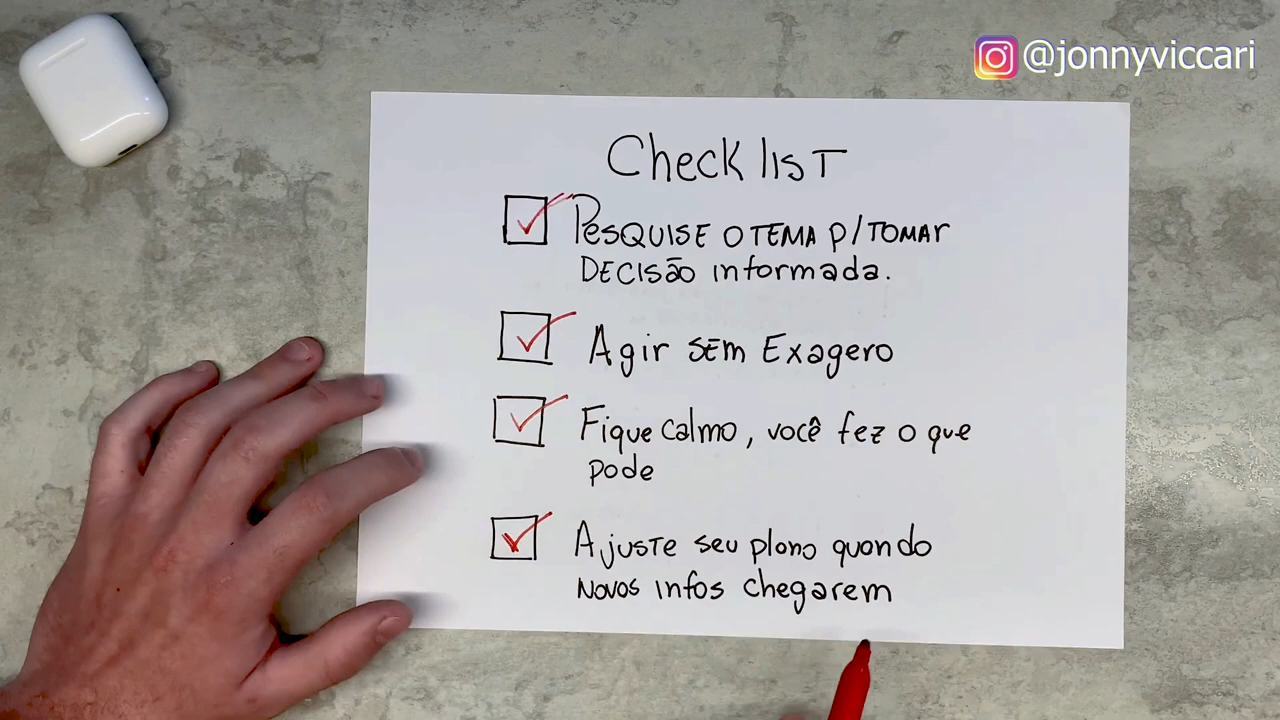 @jonnyviccari
Check list
Pesquise o tema p/ tomar
decisão informada.
Agir sem Exagero
Fique calmo, você fez o que
pode
Ajuste seu plano quando
novos infos chegarem